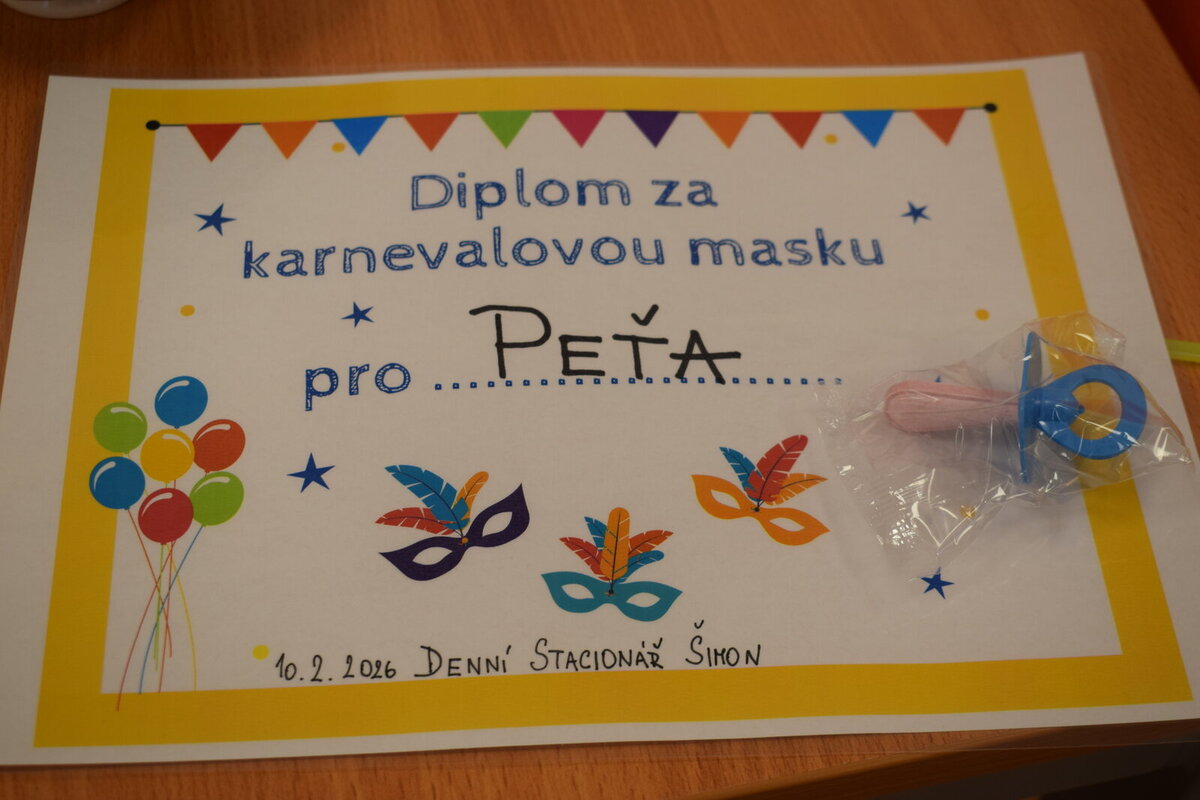 Diplom za
karnevalovou masku
pro PEŤA
10.2.2026 DENNÍ STACIONÁŘ ŠIMON